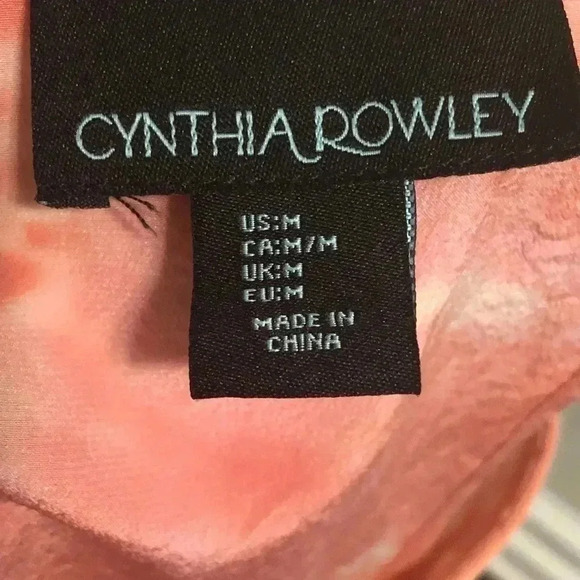 CYNTHIA ROWLEY
US:M
CA:M/M
UK:M
EU:M
MADE IN
CHINA